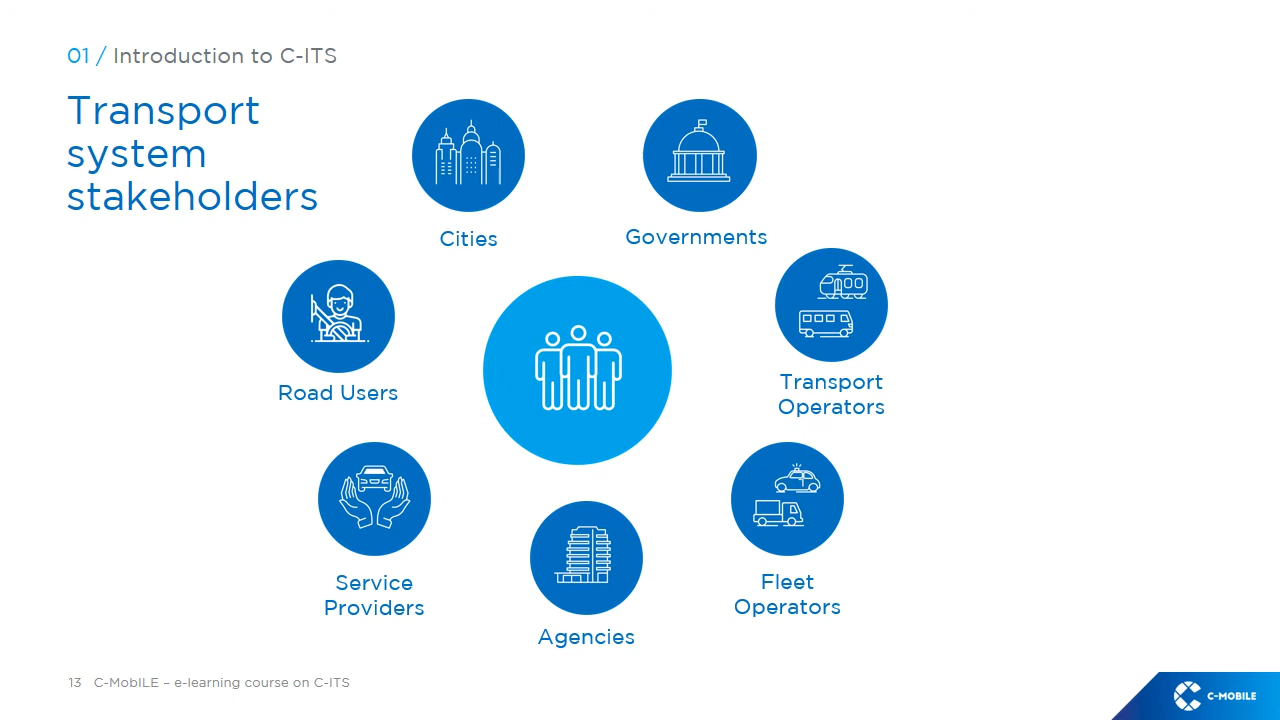 01 / Introduction to C-ITS
Transport
system
stakeholders
Cities
Governments
Road Users
Transport
Operators
Service
Providers
Agencies
Fleet
Operators
13 C-MobILE – e-learning course on C-ITS
C-MOBILE